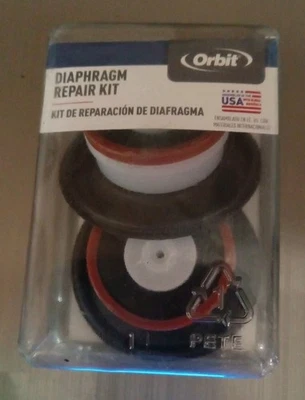 Orbit
DIAPHRAGM
REPAIR KIT
KIT DE REPARACIÓN DE DIAFRAGMA
USA
PETE